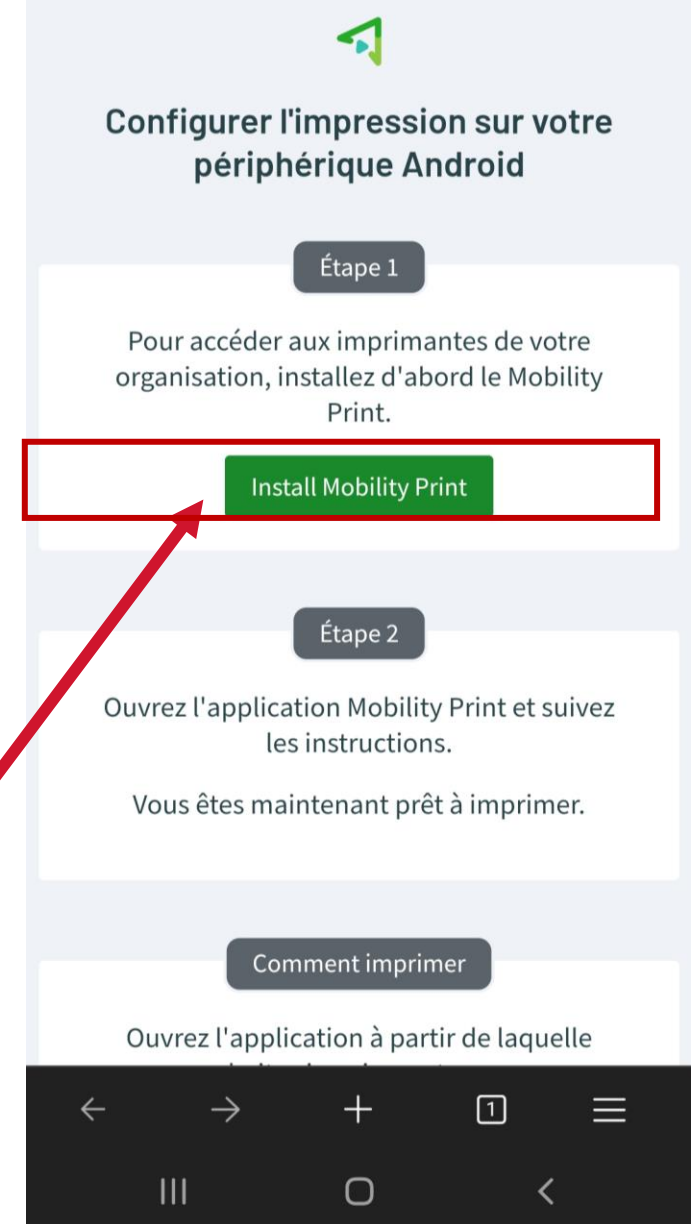 Configurer l'impression sur votre
périphérique Android
Étape 1
Pour accéder aux imprimantes de votre
organisation, installez d'abord le Mobility
Print.
Install Mobility Print
Étape 2
Ouvrez l'application Mobility Print et suivez
les instructions.
Vous êtes maintenant prêt à imprimer.
Comment imprimer
Ouvrez l'application à partir de laquelle
1